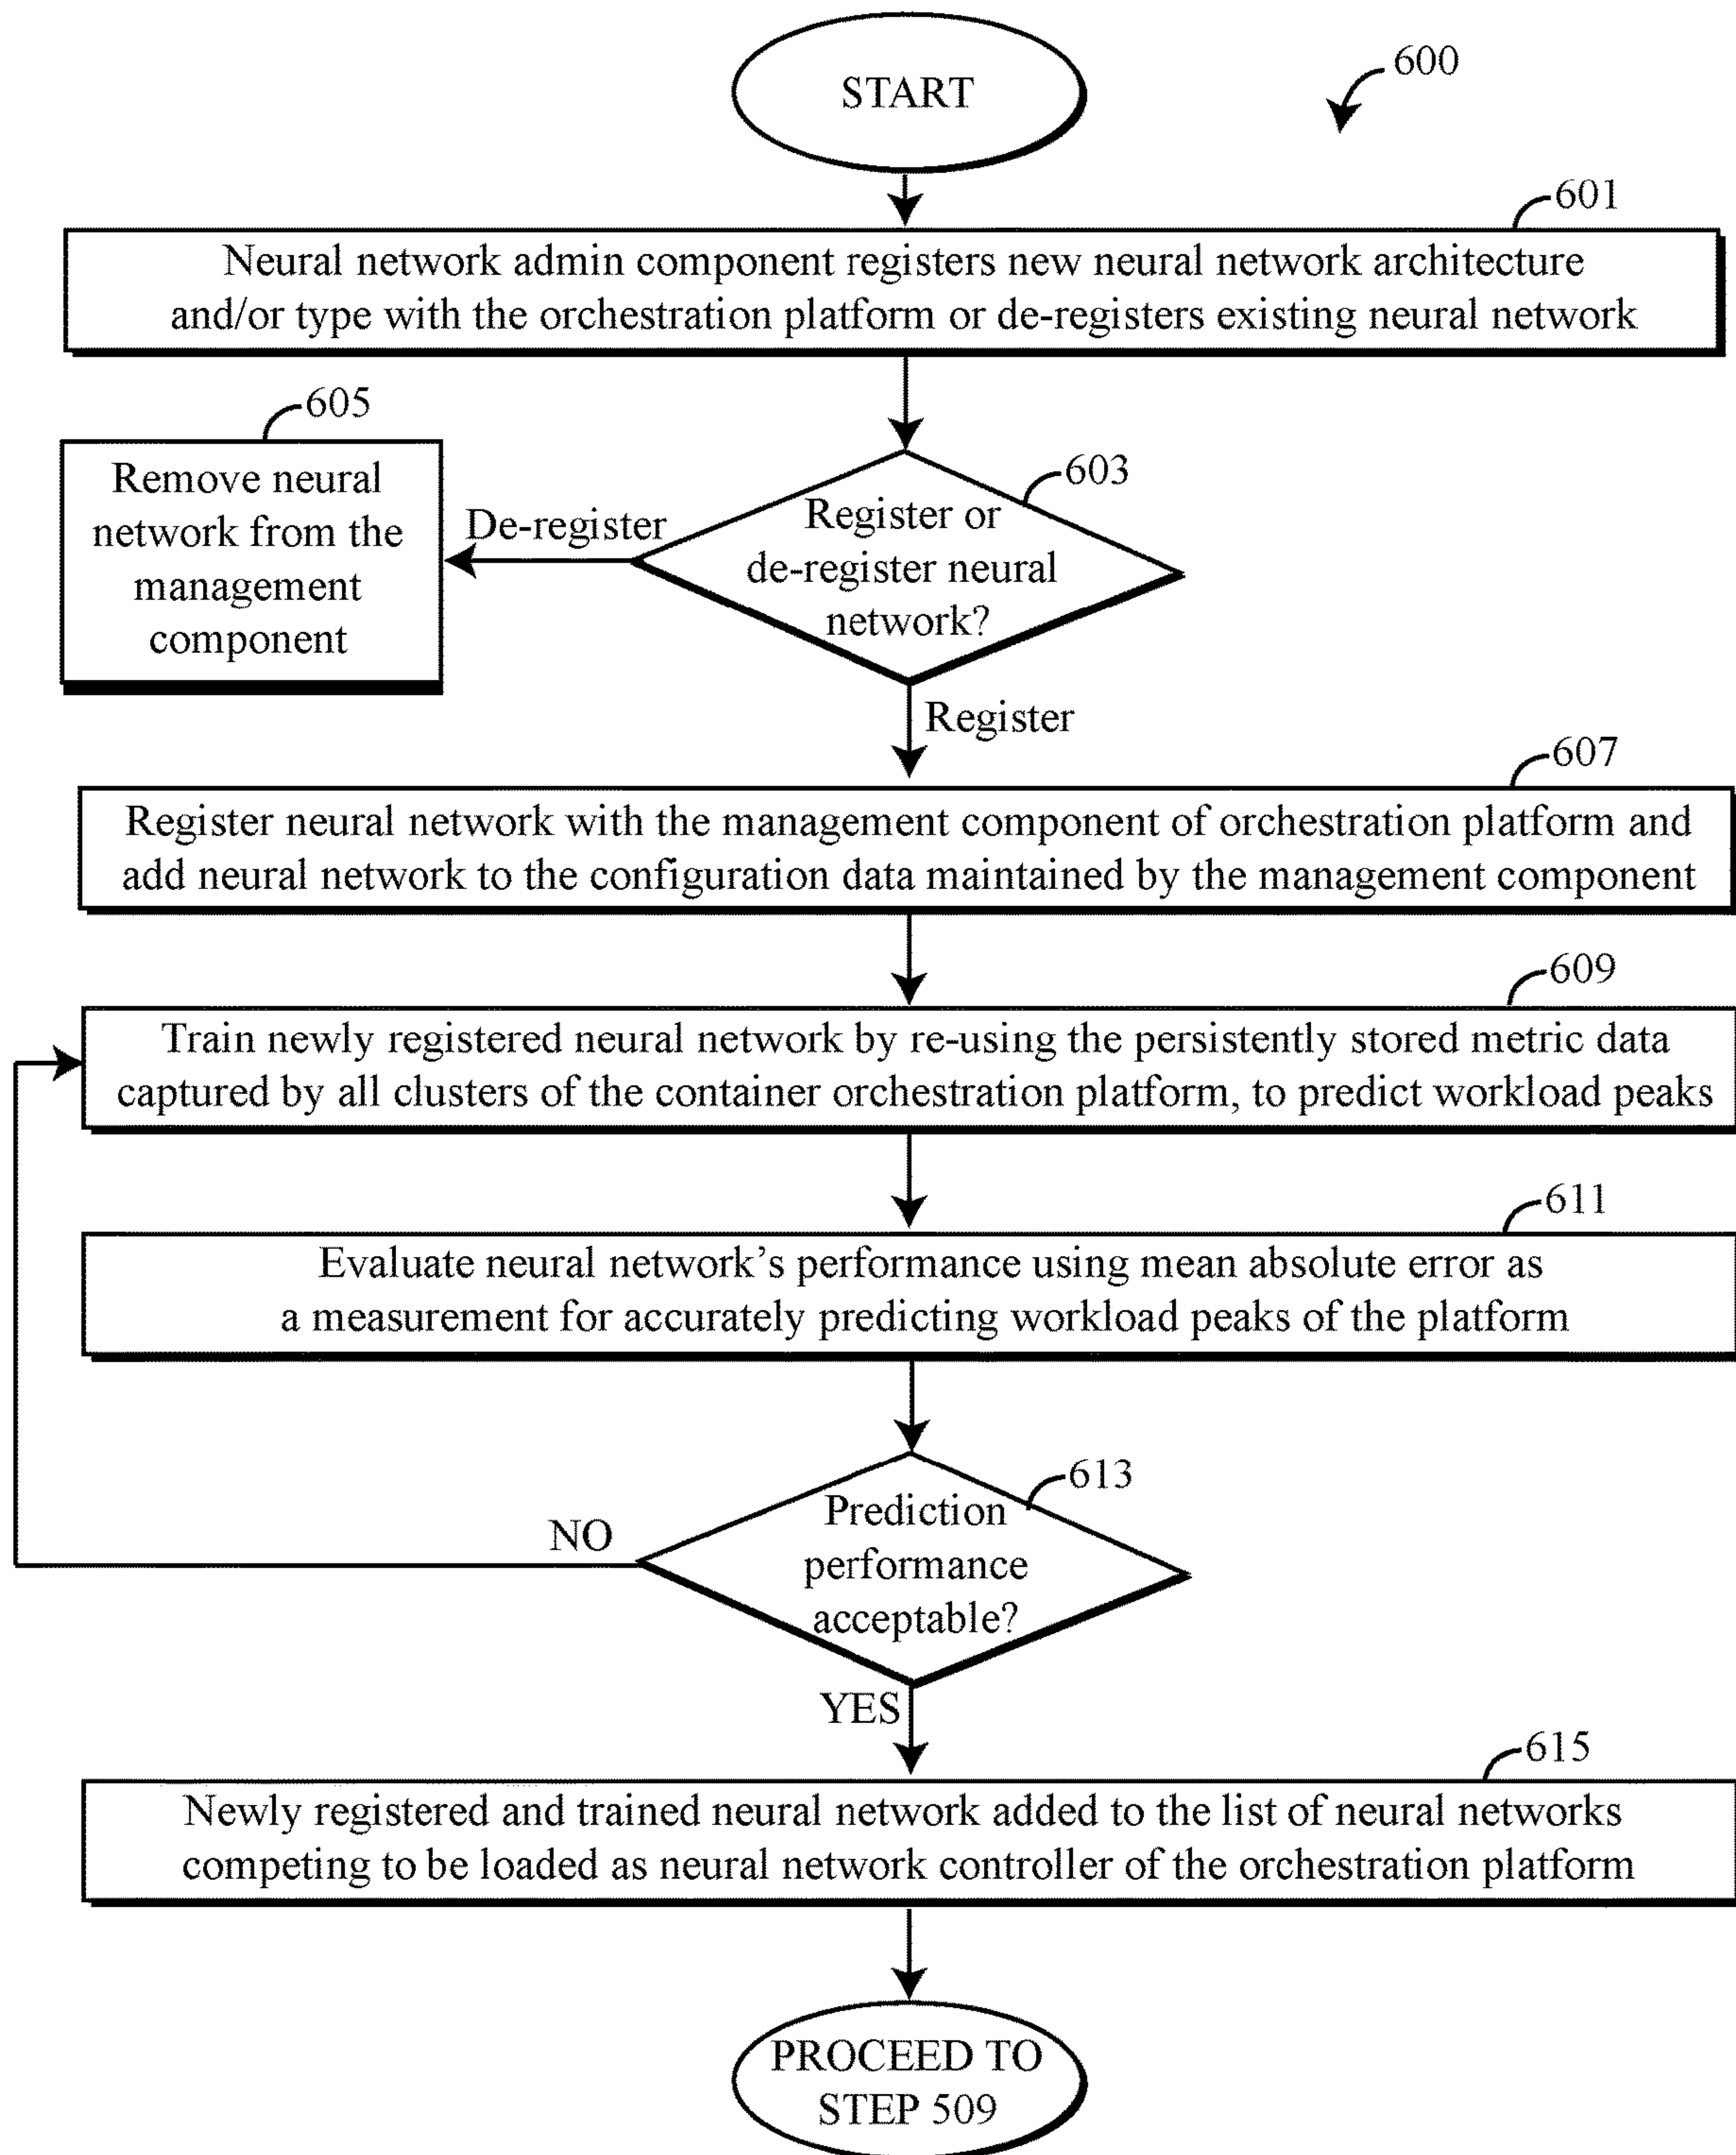 START
600
601
Neural network admin component registers new neural network architecture
and/or type with the orchestration platform or de-registers existing neural network
605
Remove neural
network from the
management
component
De-register
603
Register or
de-register neural
network?
Register
607
Register neural network with the management component of orchestration platform and
add neural network to the configuration data maintained by the management component
609
Train newly registered neural network by re-using the persistently stored metric data
captured by all clusters of the container orchestration platform, to predict workload peaks
611
Evaluate neural network’s performance using mean absolute error as
a measurement for accurately predicting workload peaks of the platform
613
Prediction
performance
acceptable?
NO
YES
615
Newly registered and trained neural network added to the list of neural networks
competing to be loaded as neural network controller of the orchestration platform
PROCEED TO
STEP 509